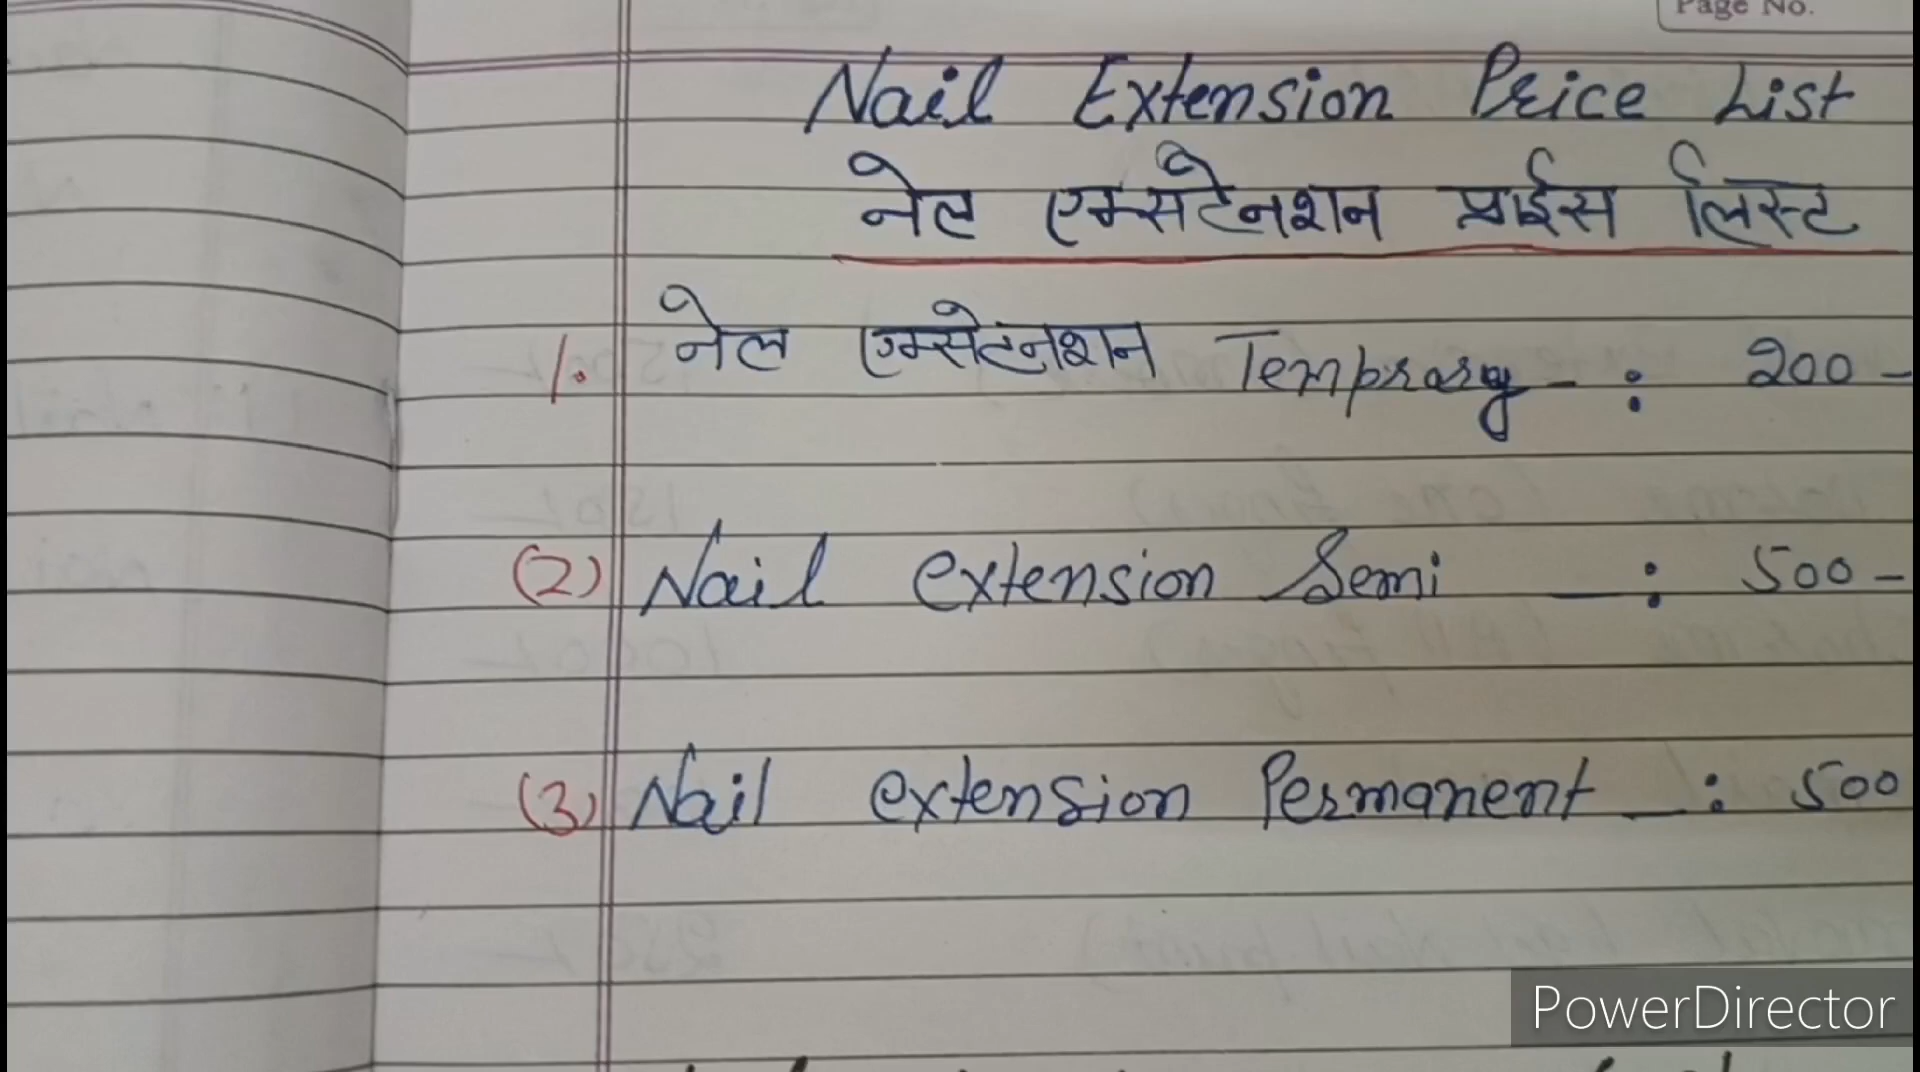 Page No.
Nail Extension Price List
नेल एक्सटेनशन प्राईस लिस्ट
1. नेल एक्सटेनशन Temprary - : 200 -
(2) Nail extension Semi - : 500 -
(3) Nail extension Permanent - : 500
PowerDirector